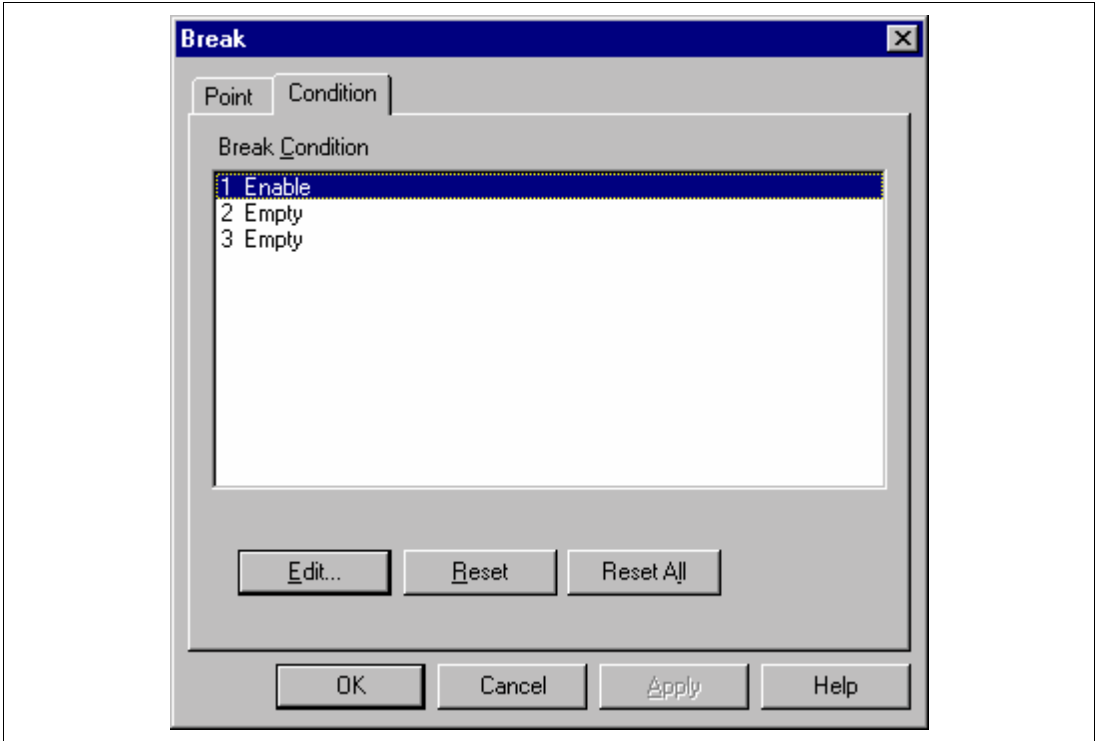 Break
Point Condition
Break Condition
1 Enable
2 Empty
3 Empty
Edit... Reset Reset All
OK Cancel Apply Help